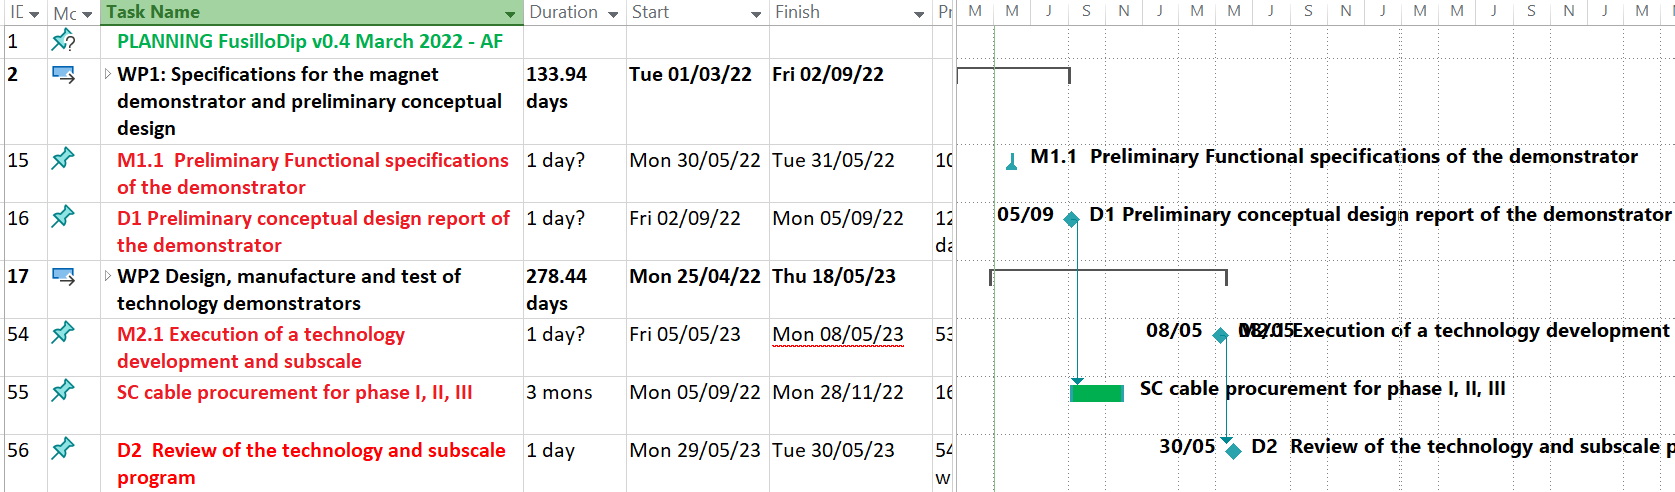 ID Mo Task Name Duration Start Finish Pr M M J S N J M M J S N J M M J S N J M
1 PLANNING FusilloDip v0.4 March 2022 - AF
2 WP1: Specifications for the magnet 133.94 Tue 01/03/22 Fri 02/09/22
demonstrator and preliminary conceptual days
design
15 M1.1 Preliminary Functional specifications 1 day? Mon 30/05/22 Tue 31/05/22 10 M1.1 Preliminary Functional specifications of the demonstrator
of the demonstrator
16 D1 Preliminary conceptual design report of 1 day? Fri 02/09/22 Mon 05/09/22 12 05/09 D1 Preliminary conceptual design report of the demonstrator
the demonstrator da
17 WP2 Design, manufacture and test of 278.44 Mon 25/04/22 Thu 18/05/23
technology demonstrators days
54 M2.1 Execution of a technology 1 day? Fri 05/05/23 Mon 08/05/23 53 08/05 M2.1 Execution of a technology development
development and subscale
55 SC cable procurement for phase I, II, III 3 mons Mon 05/09/22 Mon 28/11/22 16 SC cable procurement for phase I, II, III
56 D2 Review of the technology and subscale 1 day Mon 29/05/23 Tue 30/05/23 54 30/05 D2 Review of the technology and subscale p
program w